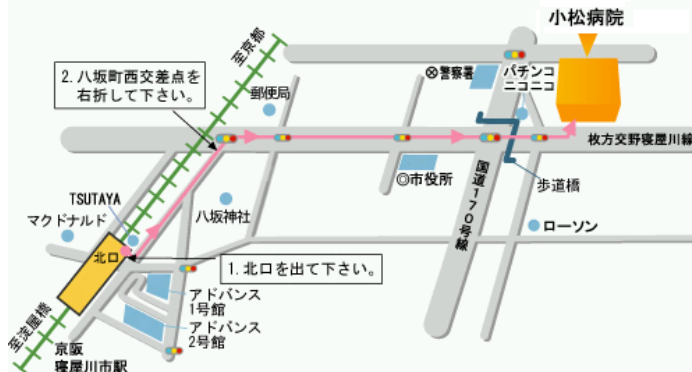 小松病院
至京都
2. 八坂町西交差点を
右折して下さい。
郵便局
警察署
パチンコ
ニコニコ
枚方交野寝屋川線
TSUTAYA
マクドナルド
八坂神社
◎市役所
国道170号線
歩道橋
ローソン
北口
1. 北口を出て下さい。
アドバンス
1号館
アドバンス
2号館
至淀屋橋
京阪
寝屋川市駅